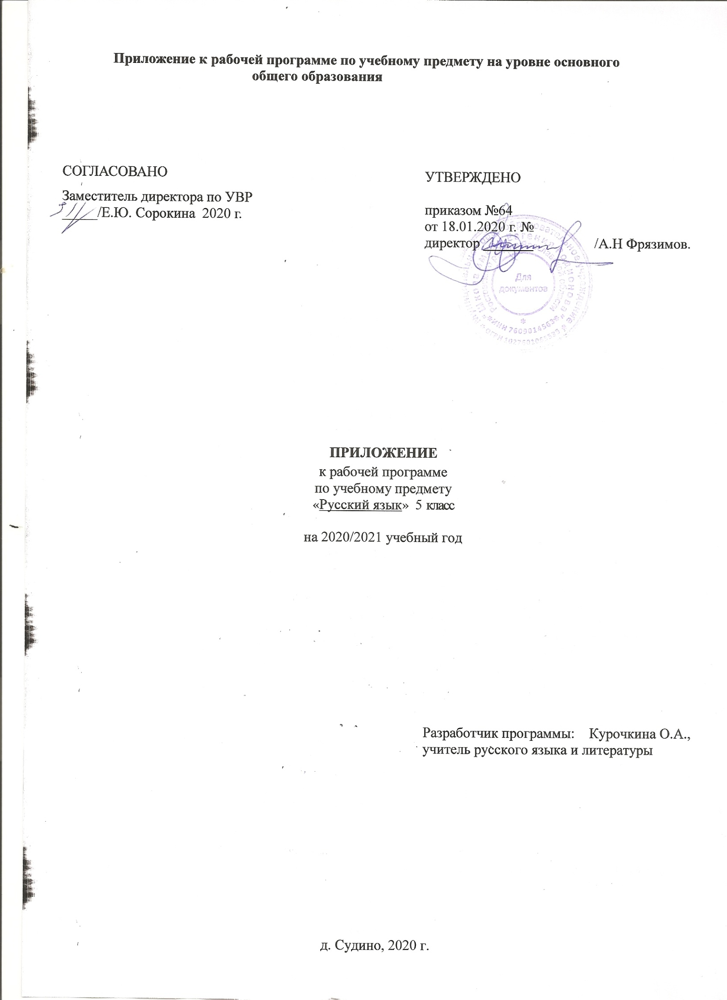 Приложение к рабочей программе по учебному предмету на уровне основного
общего образования
СОГЛАСОВАНО
Заместитель директора по УВР
_____/Е.Ю. Сорокина 2020 г.
УТВЕРЖДЕНО
приказом №64
от 18.01.2020 г. №
директор _______ /А.Н Фрязимов.
Для
документов
ИНН 7609014563
ПРИЛОЖЕНИЕ
к рабочей программе
по учебному предмету
«Русский язык» 5 класс
на 2020/2021 учебный год
Разработчик программы: Курочкина О.А.,
учитель русского языка и литературы
д. Судино, 2020 г.